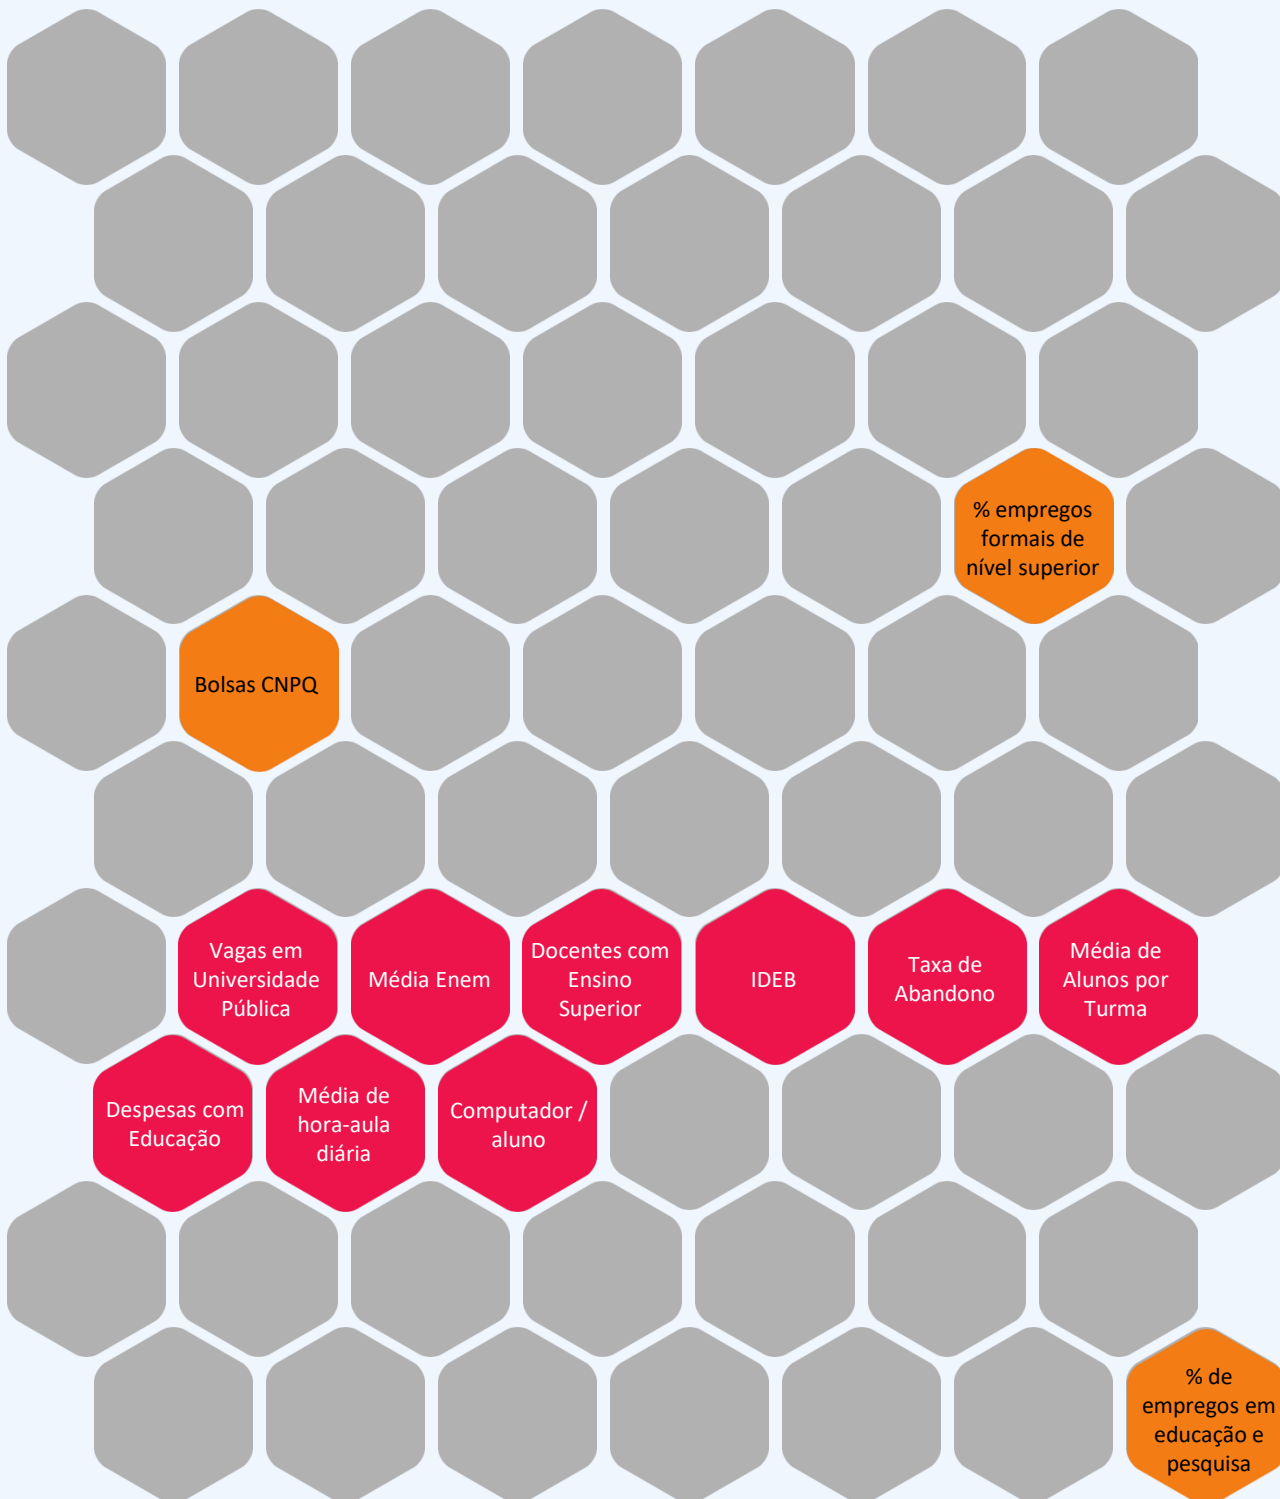 % empregos
formais de
nível superior
Bolsas CNPQ
Vagas em
Universidade
Pública
Média Enem
Docentes com
Ensino
Superior
IDEB
Taxa de
Abandono
Média de
Alunos por
Turma
Despesas com
Educação
Média de
hora-aula
diária
Computador /
aluno
% de
empregos em
educação e
pesquisa